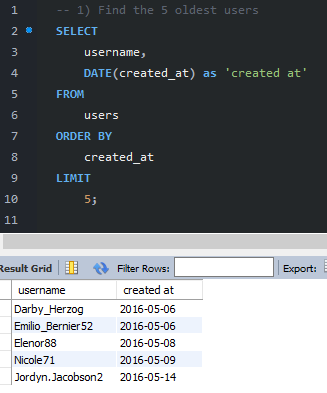 1 -- 1) Find the 5 oldest users
2 SELECT
3 username,
4 DATE(created_at) as 'created at'
5 FROM
6 users
7 ORDER BY
8 created_at
9 LIMIT
10 5;
11
Result Grid Filter Rows: Export:
username created at
Darby_Herzog 2016-05-06
Emilio_Bernier52 2016-05-06
Elenor88 2016-05-08
Nicole71 2016-05-09
Jordyn.Jacobson2 2016-05-14